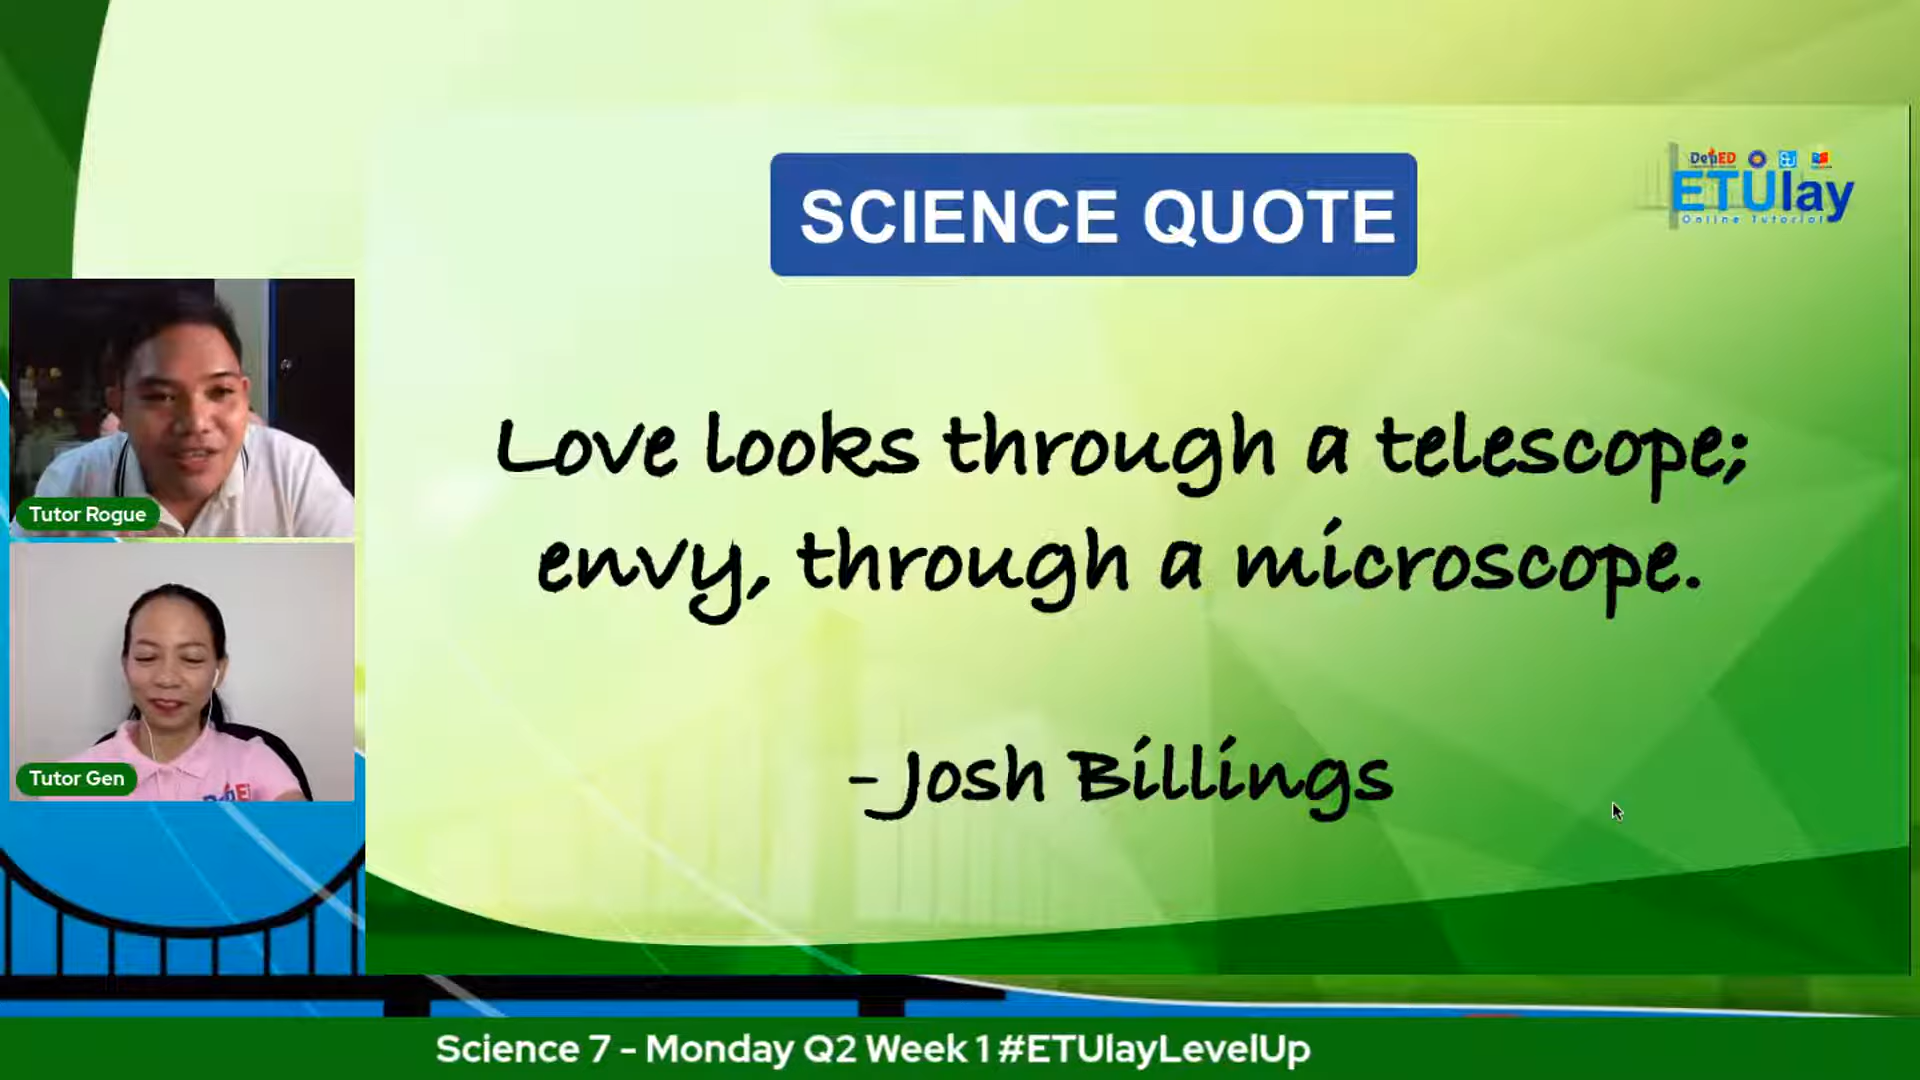 SCIENCE QUOTE
DepED
ETUlay
Online Tutorial
Love looks through a telescope;
envy, through a microscope.
-Josh Billings
Tutor Rogue
Tutor Gen
Science 7 - Monday Q2 Week 1 #ETUlayLevelUp